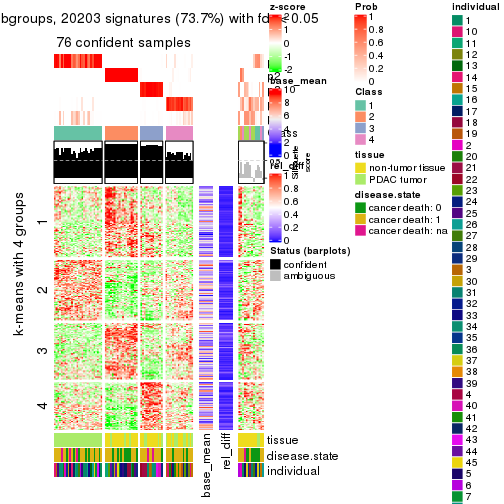 bgroups, 20203 signatures (73.7%) with fd
0.05
76 confident samples
k-means with 4 groups
1
2
3
4
base_mean
rel_diff
tissue
disease.state
individual
Silhouette
score
z-score
2
1
0
-1
-2
base_mean
10
8
6
4
2
0
rel_diff
1
0.8
0.6
0.4
0.2
0
Status (barplots)
confident
ambiguous
Prob
1
0.8
0.6
0.4
0.2
0
Class
1
2
3
4
tissue
non-tumor tissue
PDAC tumor
disease.state
cancer death: 0
cancer death: 1
cancer death: na
individual
1
10
11
12
13
14
15
16
17
18
19
2
20
21
22
23
24
25
26
27
28
29
3
30
31
32
33
34
35
36
37
38
39
4
40
41
42
43
44
45
5
6
7